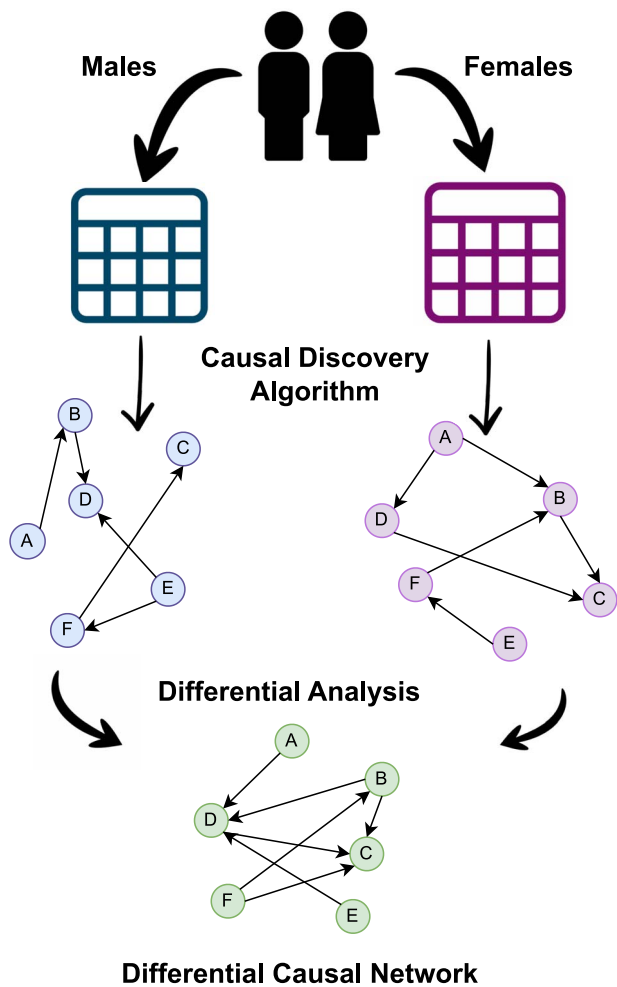 Males
Females
Causal Discovery
Algorithm
B
C
D
A
E
F
A
B
D
F
C
E
Differential Analysis
A
B
D
C
F
E
Differential Causal Network